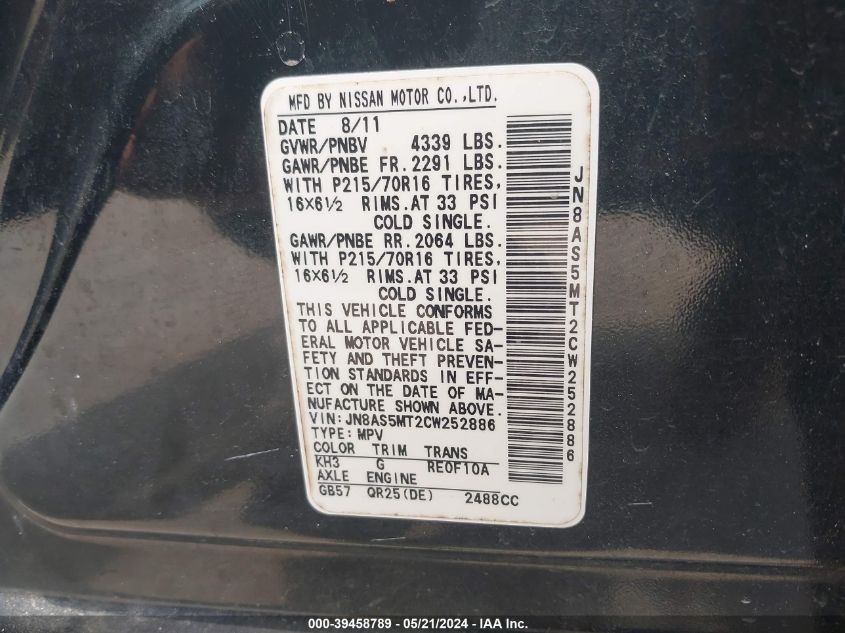 MFD BY NISSAN MOTOR CO.,LTD.
DATE 8/11
GVWR/PNBV 4339 LBS.
GAWR/PNBE FR. 2291 LBS.
WITH P215/70R16 TIRES,
16X6½ RIMS.AT 33 PSI
COLD SINGLE.
GAWR/PNBE RR. 2064 LBS.
WITH P215/70R16 TIRES,
16X6½ RIMS.AT 33 PSI
COLD SINGLE.
THIS VEHICLE CONFORMS
TO ALL APPLICABLE FED-
ERAL MOTOR VEHICLE SA-
FETY AND THEFT PREVEN-
TION STANDARDS IN EFF-
ECT ON THE DATE OF MA-
NUFACTURE SHOWN ABOVE.
VIN: JN8AS5MT2CW252886
TYPE: MPV
COLOR TRIM TRANS
KH3 G RE0F10A
AXLE ENGINE
GB57 QR25(DE) 2488CC
JN8AS5MT2CW252886
000-39458789 - 05/21/2024 - IAA Inc.